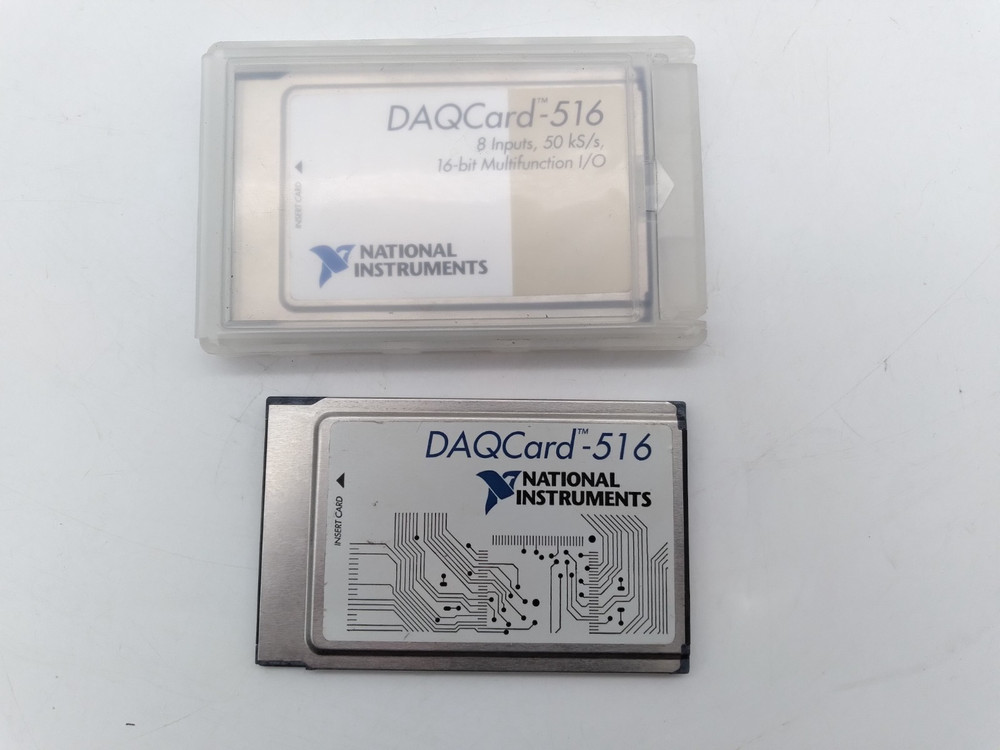 DAQCard™-516
8 Inputs, 50 kS/s,
16-bit Multifunction I/O
INSERT CARD
NATIONAL
INSTRUMENTS
DAQCard™-516
NATIONAL
INSTRUMENTS
INSERT CARD